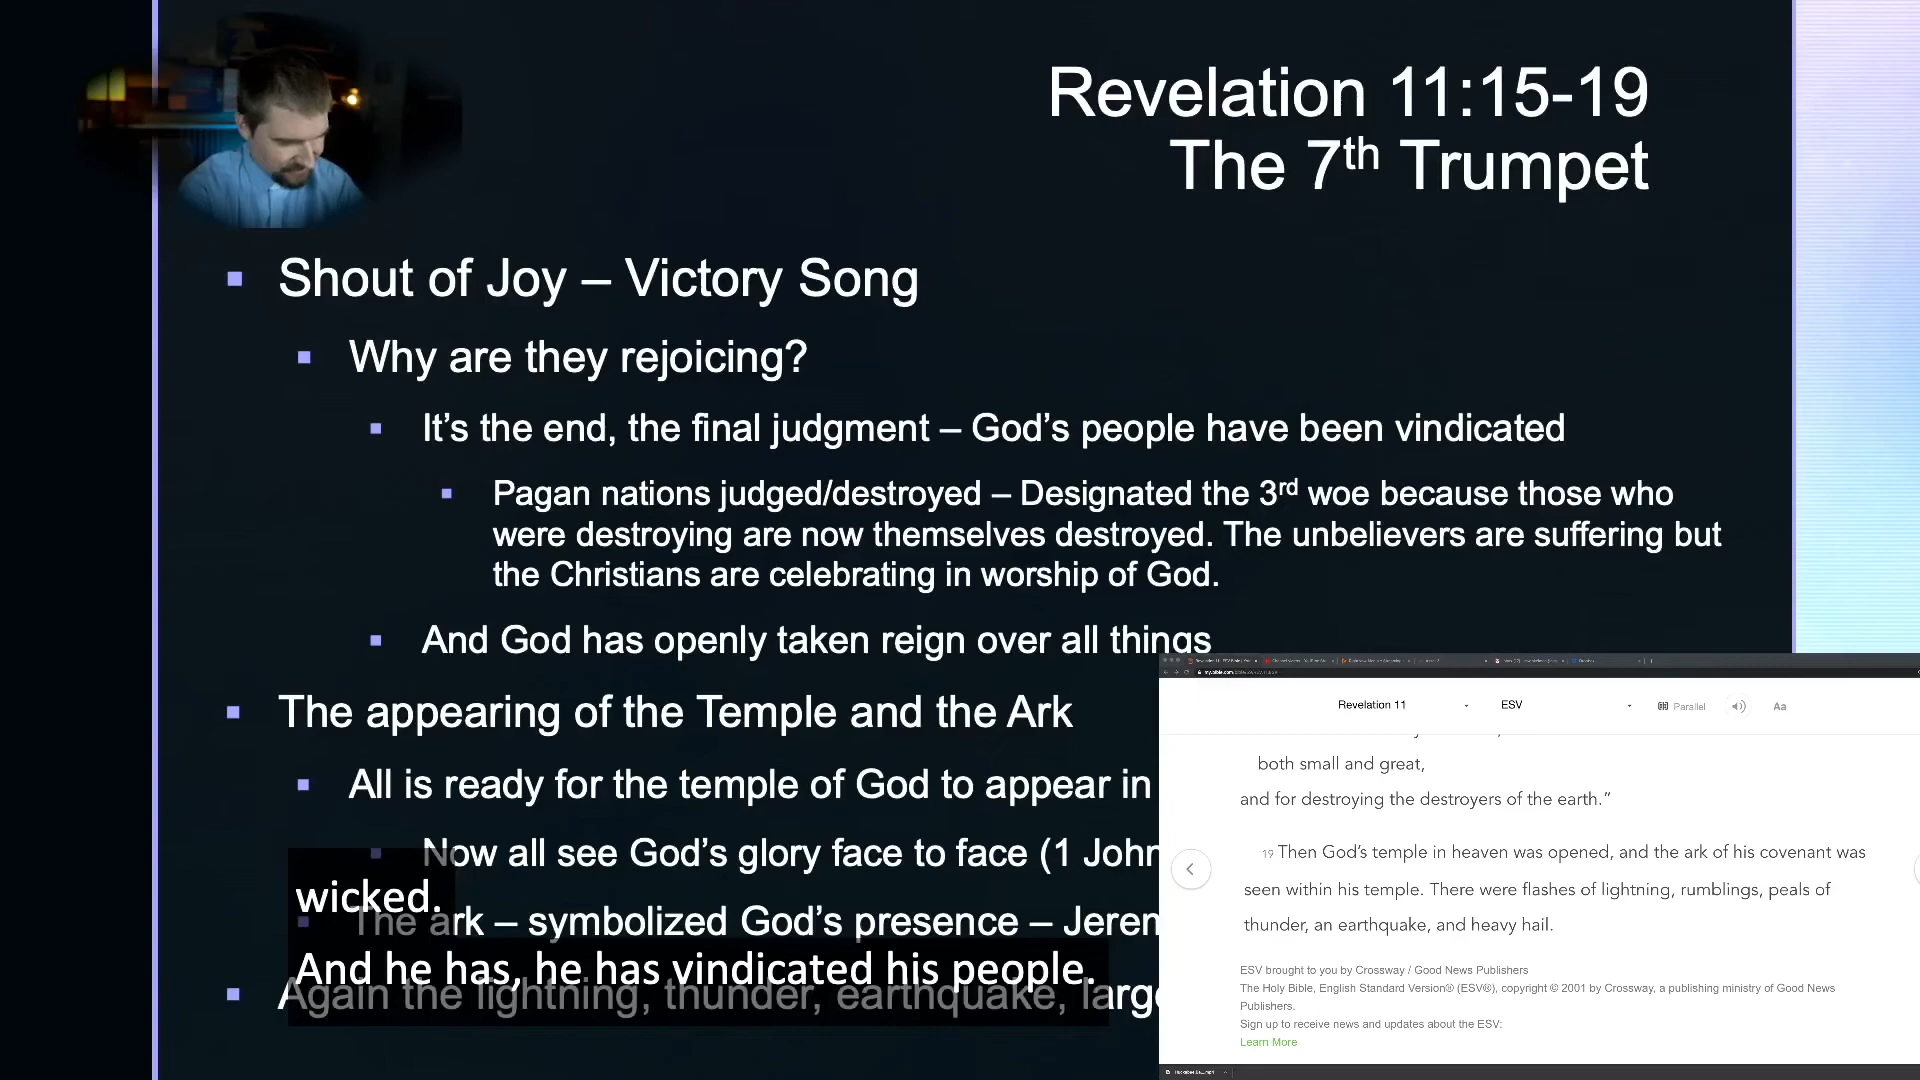 Revelation 11:15-19
The 7th Trumpet
Shout of Joy – Victory Song
Why are they rejoicing?
It's the end, the final judgment – God's people have been vindicated
Pagan nations judged/destroyed – Designated the 3rd woe because those who
were destroying are now themselves destroyed. The unbelievers are suffering but
the Christians are celebrating in worship of God.
And God has openly taken reign over all things
The appearing of the Temple and the Ark
All is ready for the temple of God to appear in
Now all see God's glory face to face (1 John
The ark – symbolized God's presence – Jerem
Again the lightning, thunder, earthquake, large
wicked.
And he has, he has vindicated his people.
Revelation 11
ESV
Parallel
Aa
both small and great,
and for destroying the destroyers of the earth.”
19 Then God's temple in heaven was opened, and the ark of his covenant was
seen within his temple. There were flashes of lightning, rumblings, peals of
thunder, an earthquake, and heavy hail.
ESV brought to you by Crossway / Good News Publishers
The Holy Bible, English Standard Version® (ESV®), copyright © 2001 by Crossway, a publishing ministry of Good News
Publishers.
Sign up to receive news and updates about the ESV:
Learn More